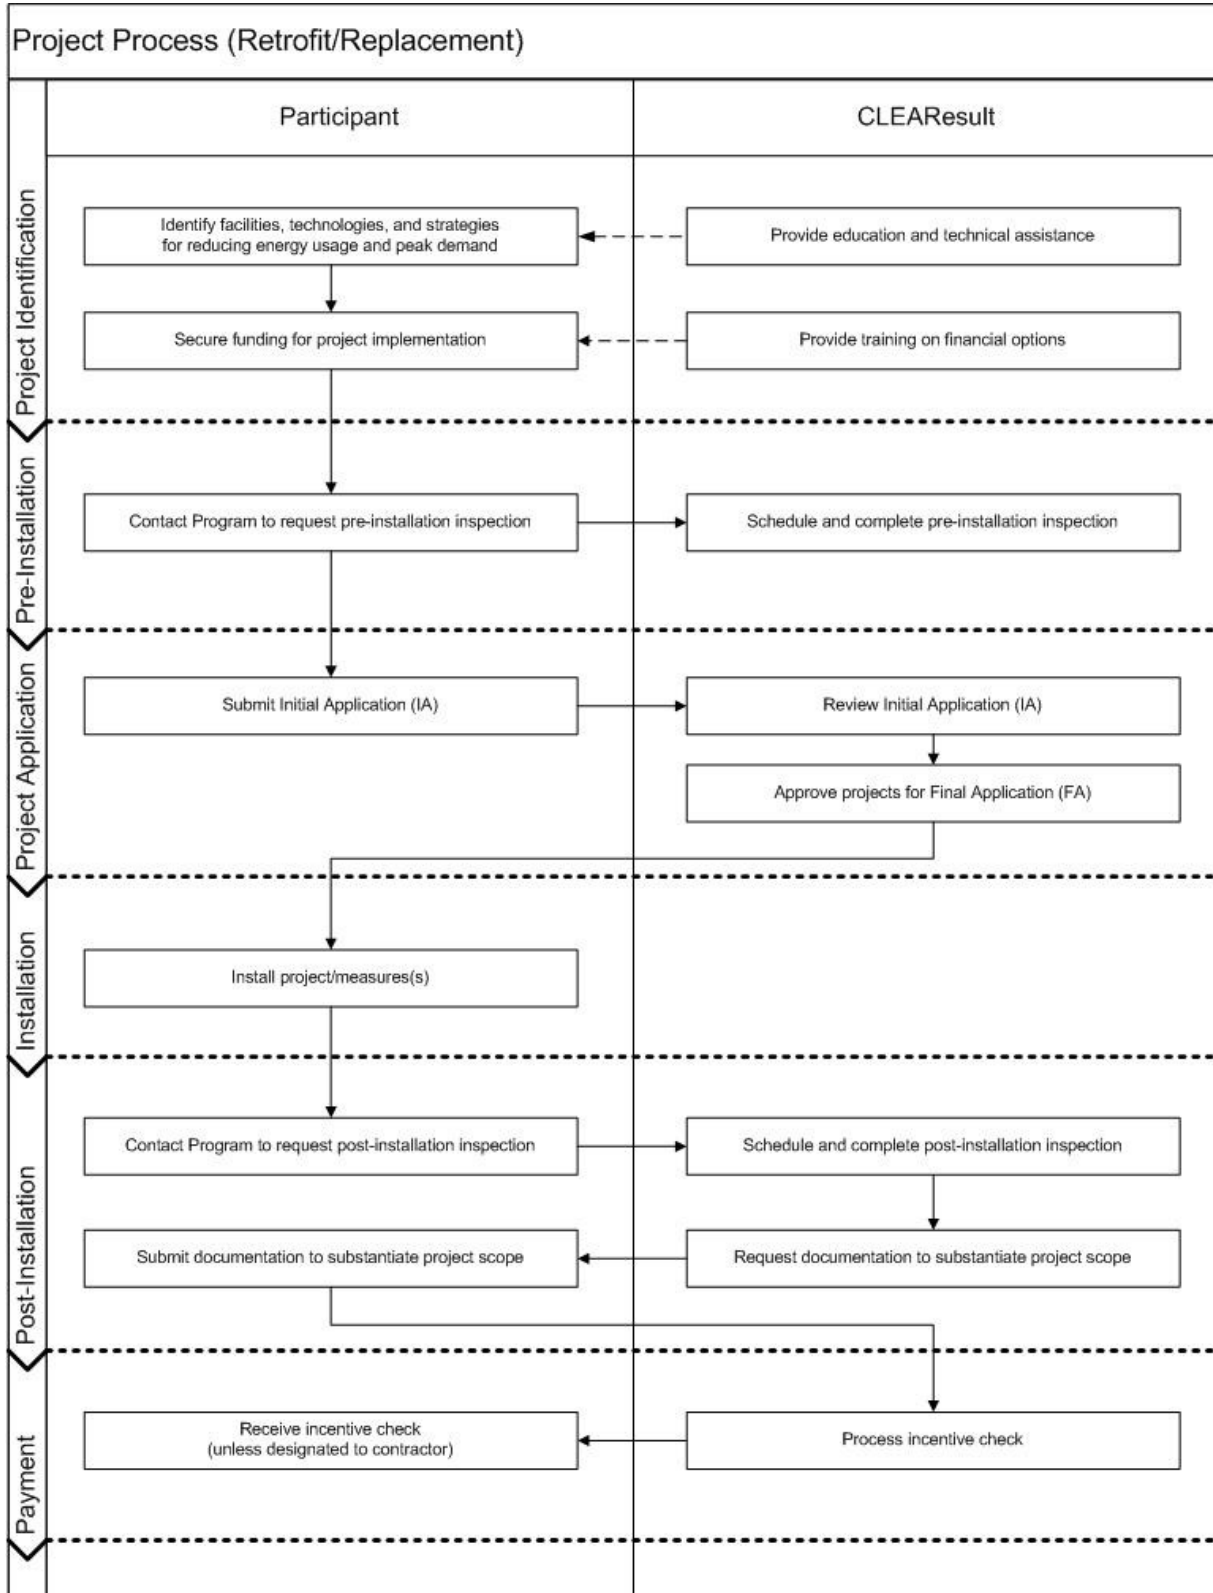 Project Process (Retrofit/Replacement)
Participant
CLEAResult
Project Identification
Identify facilities, technologies, and strategies
for reducing energy usage and peak demand
Provide education and technical assistance
Secure funding for project implementation
Provide training on financial options
Pre-Installation
Contact Program to request pre-installation inspection
Schedule and complete pre-installation inspection
Project Application
Submit Initial Application (IA)
Review Initial Application (IA)
Approve projects for Final Application (FA)
Installation
Install project/measures(s)
Post-Installation
Contact Program to request post-installation inspection
Schedule and complete post-installation inspection
Submit documentation to substantiate project scope
Request documentation to substantiate project scope
Payment
Receive incentive check
(unless designated to contractor)
Process incentive check